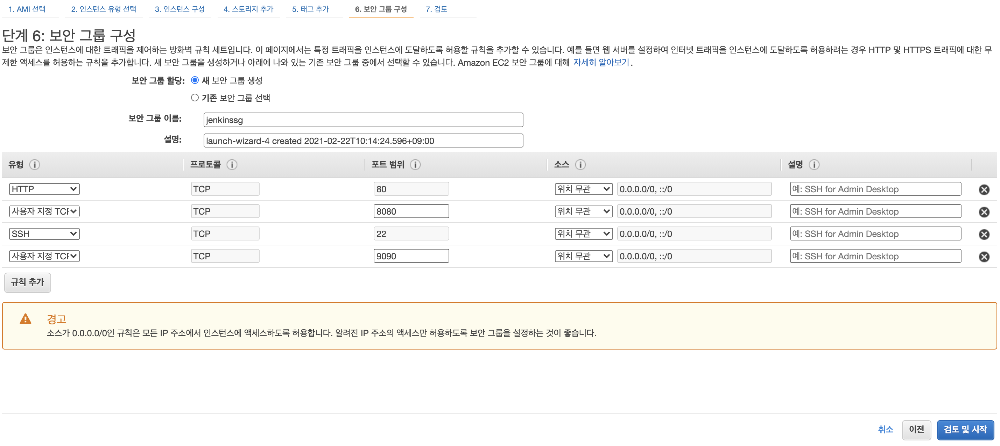 1. AMI 선택 2. 인스턴스 유형 선택 3. 인스턴스 구성 4. 스토리지 추가 5. 태그 추가 6. 보안 그룹 구성 7. 검토
단계 6: 보안 그룹 구성
보안 그룹은 인스턴스에 대한 트래픽을 제어하는 방화벽 규칙 세트입니다. 이 페이지에서는 특정 트래픽을 인스턴스에 도달하도록 허용할 규칙을 추가할 수 있습니다. 예를 들면 웹 서버를 설정하여 인터넷 트래픽을 인스턴스에 도달하도록 허용하려는 경우 HTTP 및 HTTPS 트래픽에 대한 무
제한 액세스를 허용하는 규칙을 추가합니다. 새 보안 그룹을 생성하거나 아래에 나와 있는 기존 보안 그룹 중에서 선택할 수 있습니다. Amazon EC2 보안 그룹에 대해 자세히 알아보기.
보안 그룹 할당: 새 보안 그룹 생성
기존 보안 그룹 선택
보안 그룹 이름: jenkinssg
설명: launch-wizard-4 created 2021-02-22T10:14:24.596+09:00
유형 프로토콜 포트 범위 소스 설명
HTTP TCP 80 위치 무관 0.0.0.0/0, ::/0 예: SSH for Admin Desktop
사용자 지정 TCP TCP 8080 위치 무관 0.0.0.0/0, ::/0 예: SSH for Admin Desktop
SSH TCP 22 위치 무관 0.0.0.0/0, ::/0 예: SSH for Admin Desktop
사용자 지정 TCP TCP 9090 위치 무관 0.0.0.0/0, ::/0 예: SSH for Admin Desktop
규칙 추가
경고
소스가 0.0.0.0/0인 규칙은 모든 IP 주소에서 인스턴스에 액세스하도록 허용합니다. 알려진 IP 주소의 액세스만 허용하도록 보안 그룹을 설정하는 것이 좋습니다.
취소 이전 검토 및 시작